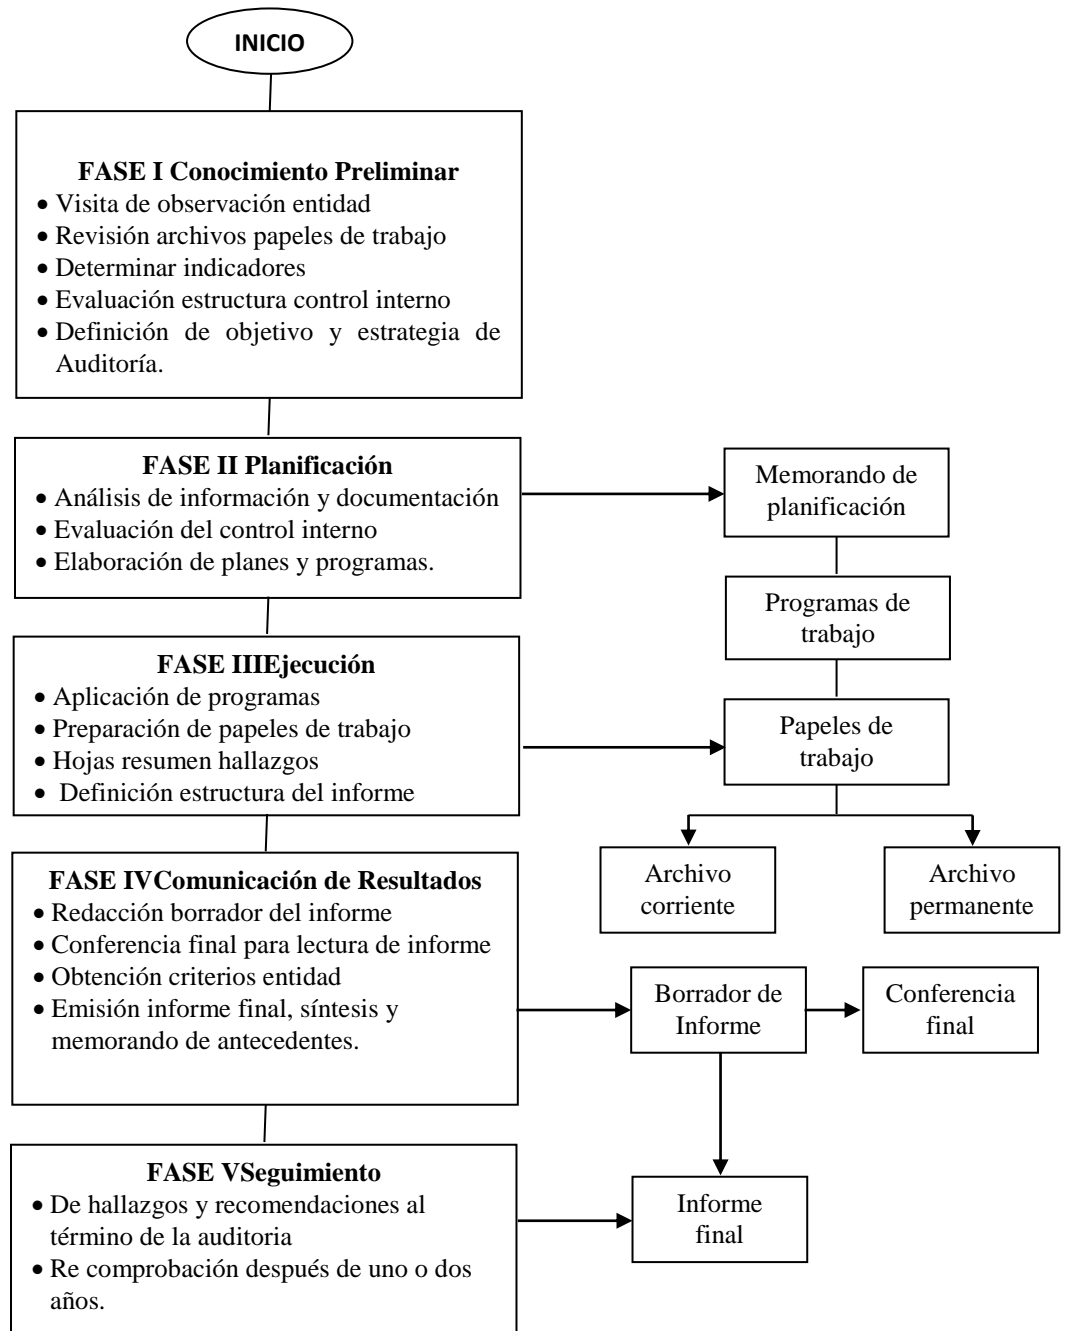 INICIO
FASE I Conocimiento Preliminar
• Visita de observación entidad
• Revisión archivos papeles de trabajo
• Determinar indicadores
• Evaluación estructura control interno
• Definición de objetivo y estrategia de
Auditoría.
FASE II Planificación
• Análisis de información y documentación
• Evaluación del control interno
• Elaboración de planes y programas.
Memorando de
planificación
Programas de
trabajo
FASE IIIEjecución
• Aplicación de programas
• Preparación de papeles de trabajo
• Hojas resumen hallazgos
• Definición estructura del informe
Papeles de
trabajo
Archivo
corriente
Archivo
permanente
FASE IVComunicación de Resultados
• Redacción borrador del informe
• Conferencia final para lectura de informe
• Obtención criterios entidad
• Emisión informe final, síntesis y
memorando de antecedentes.
Borrador de
Informe
Conferencia
final
FASE VSeguimiento
• De hallazgos y recomendaciones al
término de la auditoria
• Re comprobación después de uno o dos
años.
Informe
final